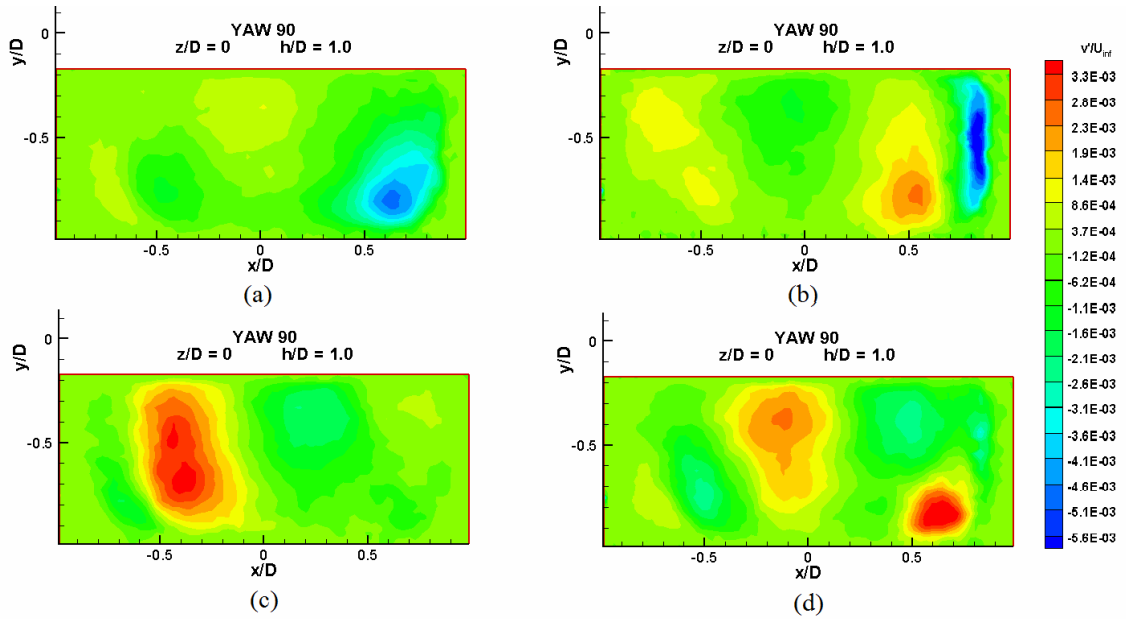 YAW 90
z/D = 0 h/D = 1.0
y/D
0
-0.5
-0.5
0
0.5
x/D
(a)
YAW 90
z/D = 0 h/D = 1.0
y/D
0
-0.5
-0.5
0
0.5
x/D
(b)
v'/U_inf
3.3E-03
2.8E-03
2.3E-03
1.9E-03
1.4E-03
8.6E-04
3.7E-04
-1.2E-04
-6.2E-04
-1.1E-03
-1.6E-03
-2.1E-03
-2.6E-03
-3.1E-03
-3.6E-03
-4.1E-03
-4.6E-03
-5.1E-03
-5.6E-03
YAW 90
z/D = 0 h/D = 1.0
y/D
0
-0.5
-0.5
0
0.5
x/D
(c)
YAW 90
z/D = 0 h/D = 1.0
y/D
0
-0.5
-0.5
0
0.5
x/D
(d)